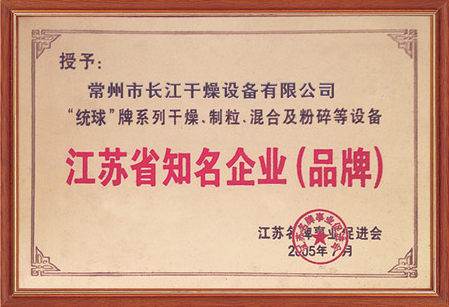 授予:
常州市长江干燥设备有限公司
“统球”牌系列干燥、制粒、混合及粉碎等设备
江苏省知名企业(品牌)
江苏名牌事业促进会
2005年7月